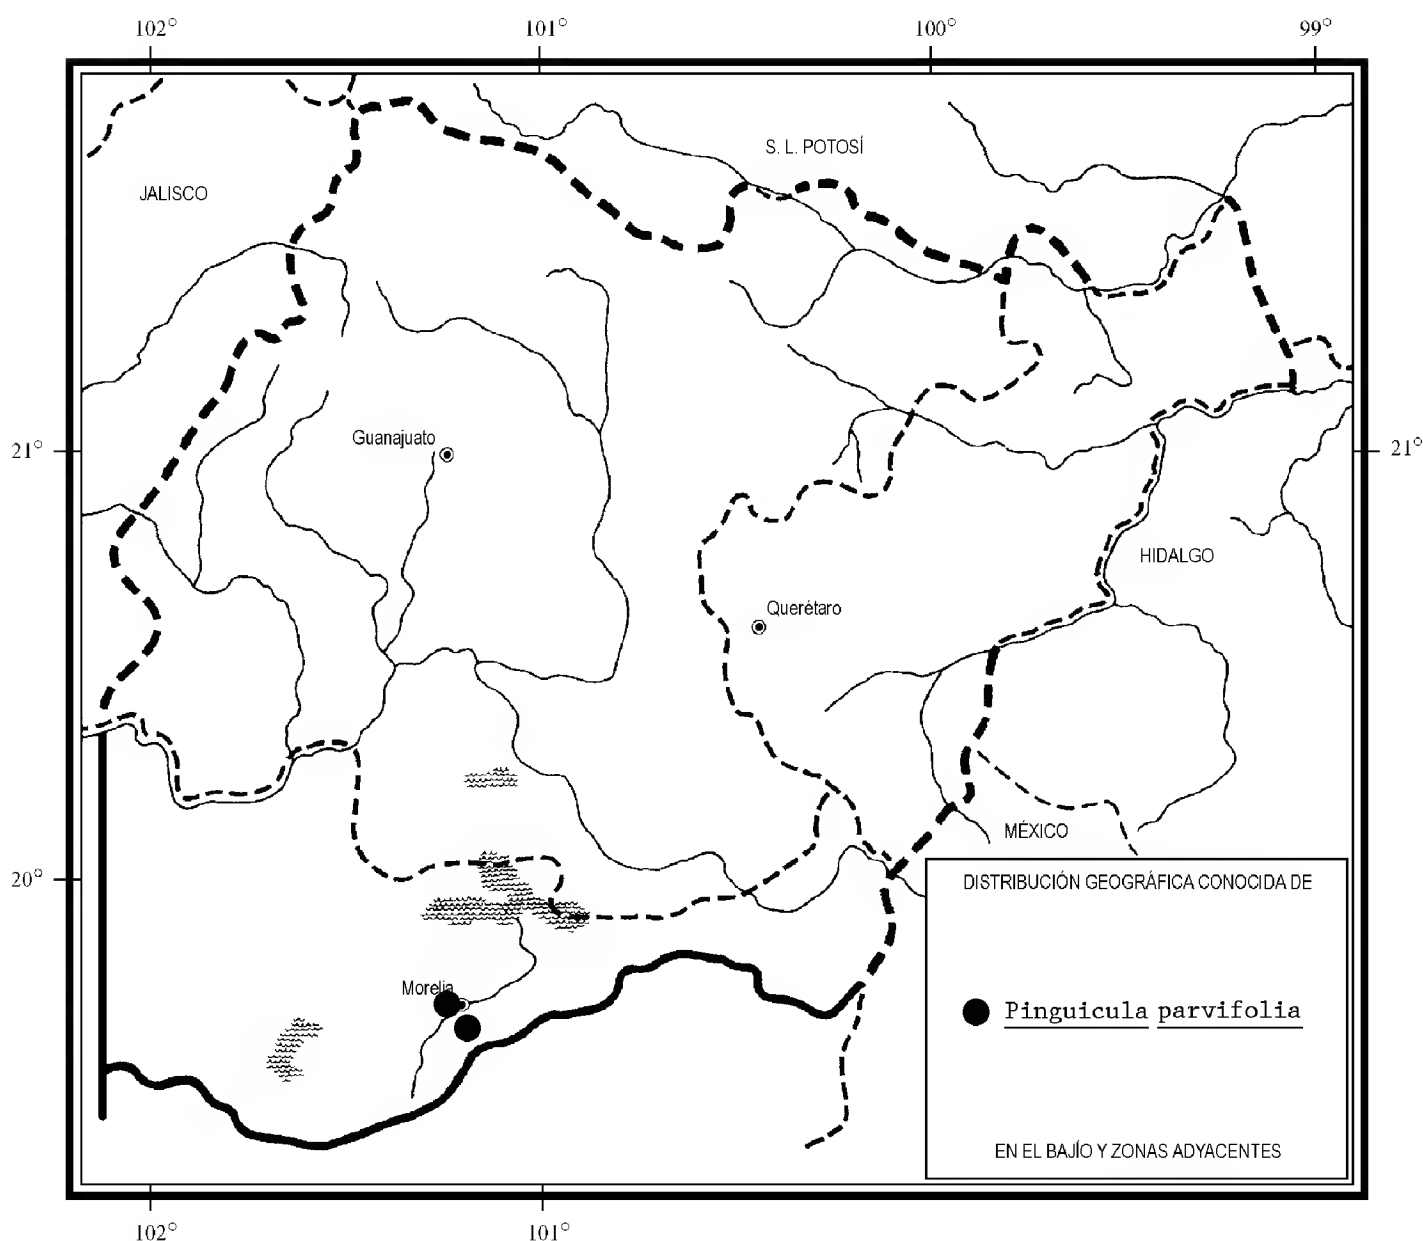 102° 101° 100° 99°
S. L. POTOSÍ
JALISCO
Guanajuato
21° 21°
HIDALGO
Querétaro
MÉXICO
20°
DISTRIBUCIÓN GEOGRÁFICA CONOCIDA DE
Morelia
Pinguicula parvifolia
EN EL BAJÍO Y ZONAS ADYACENTES
102° 101°